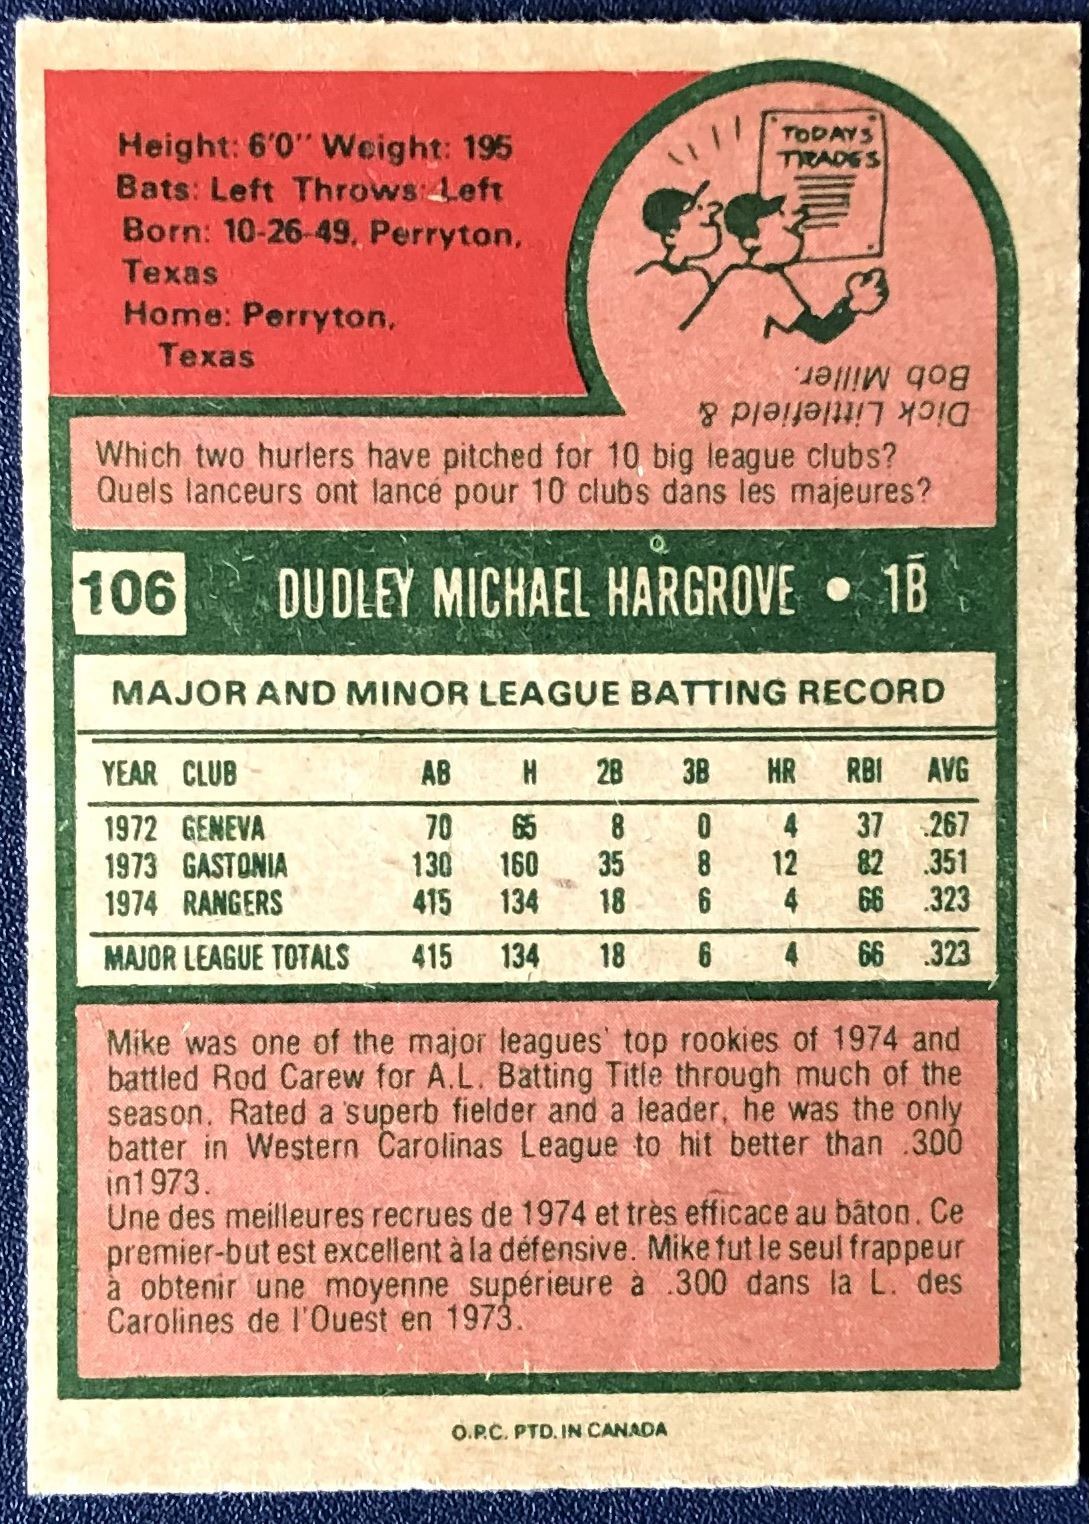 Height: 6'0" Weight: 195
Bats: Left Throws: Left
Born: 10-26-49, Perryton,
Texas
Home: Perryton,
Texas
TODAYS
TRADES
Dick Littlefield &
Bob Miller.
Which two hurlers have pitched for 10 big league clubs?
Quels lanceurs ont lancé pour 10 clubs dans les majeures?
106 DUDLEY MICHAEL HARGROVE • 1B
MAJOR AND MINOR LEAGUE BATTING RECORD
YEAR CLUB AB H 2B 3B HR RBI AVG
1972 GENEVA 70 65 8 0 4 37 .267
1973 GASTONIA 130 160 35 8 12 82 .351
1974 RANGERS 415 134 18 6 4 66 .323
MAJOR LEAGUE TOTALS 415 134 18 6 4 66 .323
Mike was one of the major leagues' top rookies of 1974 and
battled Rod Carew for A.L. Batting Title through much of the
season. Rated a superb fielder and a leader, he was the only
batter in Western Carolinas League to hit better than .300
in1973.
Une des meilleures recrues de 1974 et très efficace au bâton. Ce
premier-but est excellent à la défensive. Mike fut le seul frappeur
à obtenir une moyenne supérieure à .300 dans la L. des
Carolines de l'Ouest en 1973.
O.P.C. PTD. IN CANADA